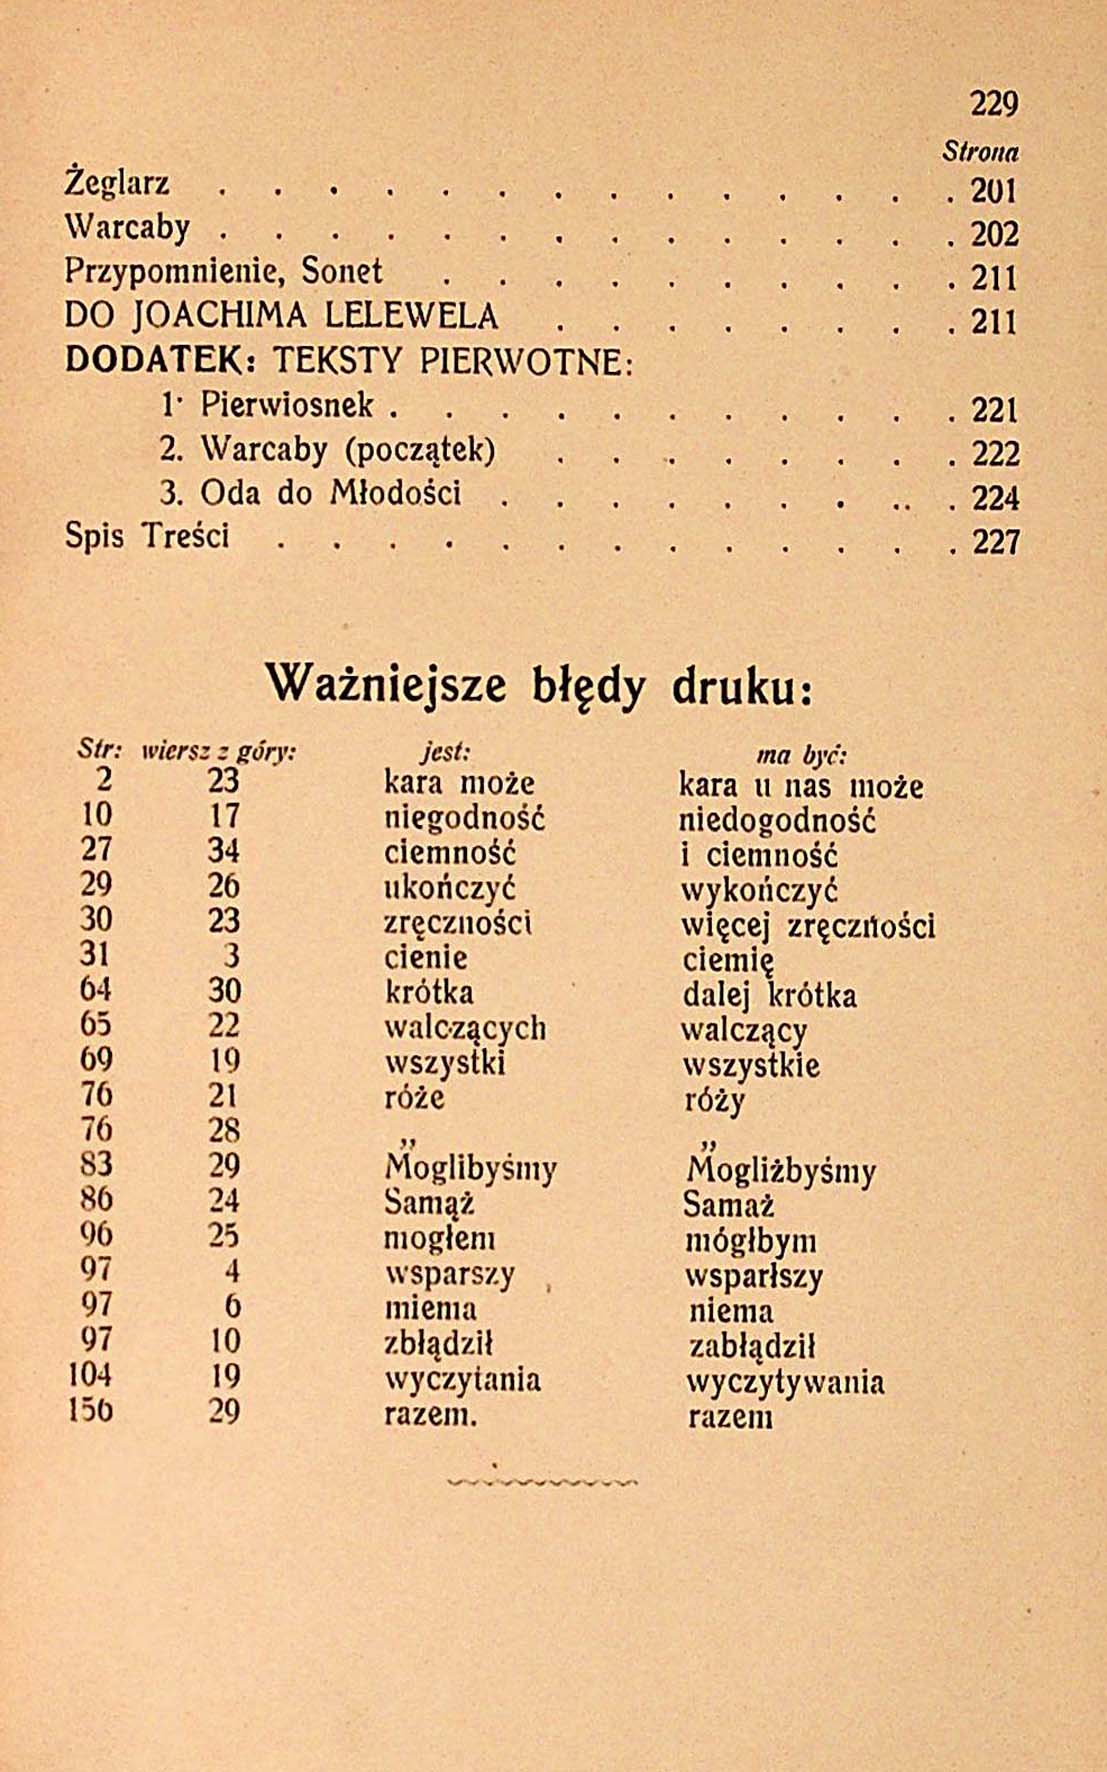 229
Strona
Żeglarz . . . . . . . . . . . . . . 201
Warcaby . . . . . . . . . . . . . . 202
Przypomnienie, Sonet . . . . . . . . . . 211
DO JOACHIMA LELEWELA . . . . . . . . 211
DODATEK: TEKSTY PIERWOTNE:
1· Pierwiosnek . . . . . . . . . . . 221
2. Warcaby (początek) . . . . . . . . 222
3. Oda do Młodości . . . . . . . .. . 224
Spis Treści . . . . . . . . . . . . . 227
Ważniejsze błędy druku:
Str: wiersz z góry: jest: ma być:
2 23 kara może kara u nas może
10 17 niegodność niedogodność
27 34 ciemność i ciemność
29 26 ukończyć wykończyć
30 23 zręczności więcej zręczności
31 3 cienie ciemię
64 30 krótka dalej krótka
65 22 walczących walczący
69 19 wszystki wszystkie
76 21 róże róży
76 28 „ „
83 29 Moglibyśmy Mogliżbyśmy
86 24 Samąż Samaż
96 25 mogłem mógłbym
97 4 wsparszy wsparłszy
97 6 miema niema
97 10 zbłądził zabłądził
104 19 wyczytania wyczytywania
156 29 razem. razem